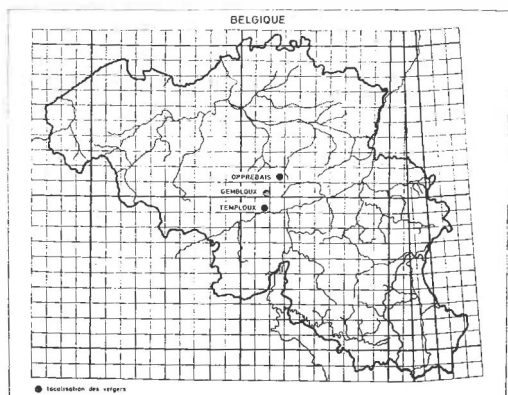 BELGIQUE
OPPREBAIS
GEMBLOUX
TEMPLOUX
localisation des vergers